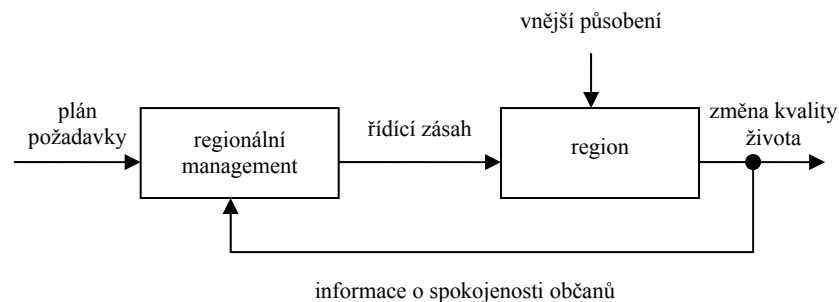 vnější působení
plán
požadavky
regionální
management
řídící zásah
region
změna kvality
života
informace o spokojenosti občanů